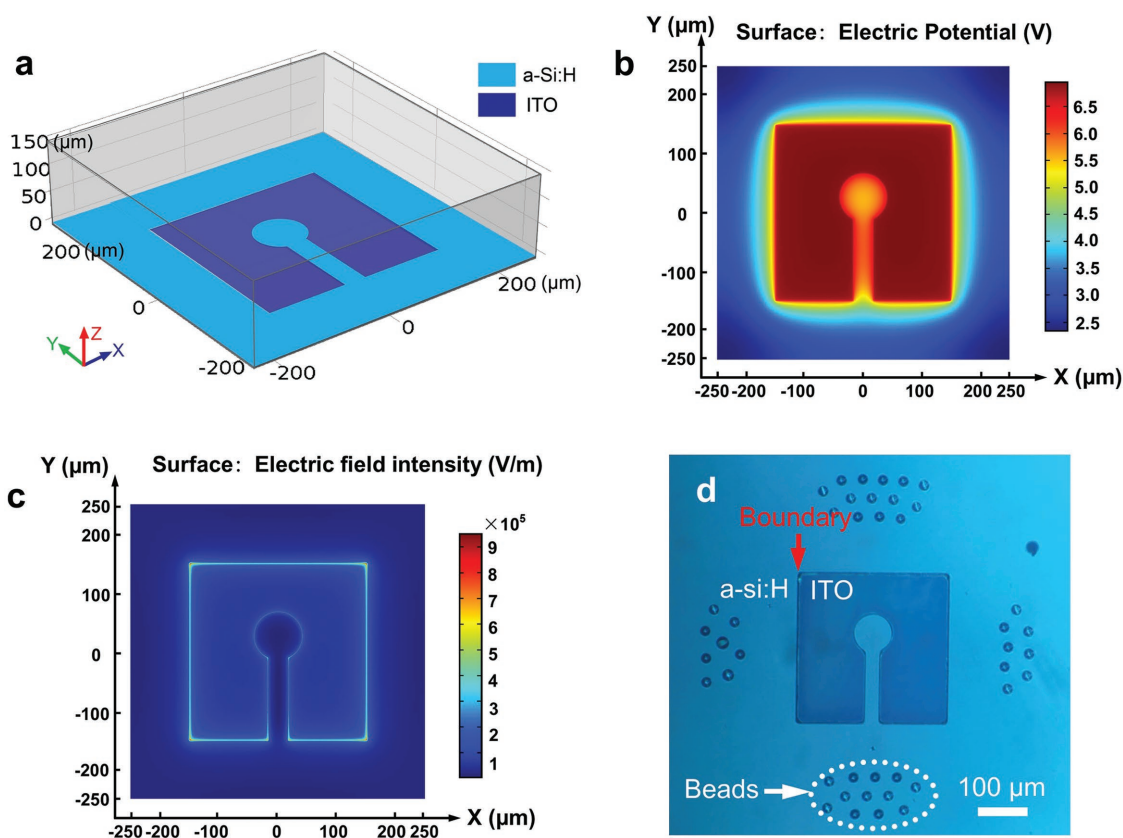 a
a-Si:H
ITO
150 (μm)
100
50
0
200 (μm)
0
-200
-200
0
200 (μm)
Z
Y
X
b
Y (μm)
Surface: Electric Potential (V)
250
200
100
0
-100
-200
-250
-250
-200
-100
0
100
200
250
X (μm)
6.5
6.0
5.5
5.0
4.5
4.0
3.5
3.0
2.5
c
Y (μm)
Surface: Electric field intensity (V/m)
250
200
100
0
-100
-200
-250
-250
-200
-100
0
100
200
250
X (μm)
×10⁵
9
8
7
6
5
4
3
2
1
d
Boundary
a-si:H
ITO
Beads
100 μm